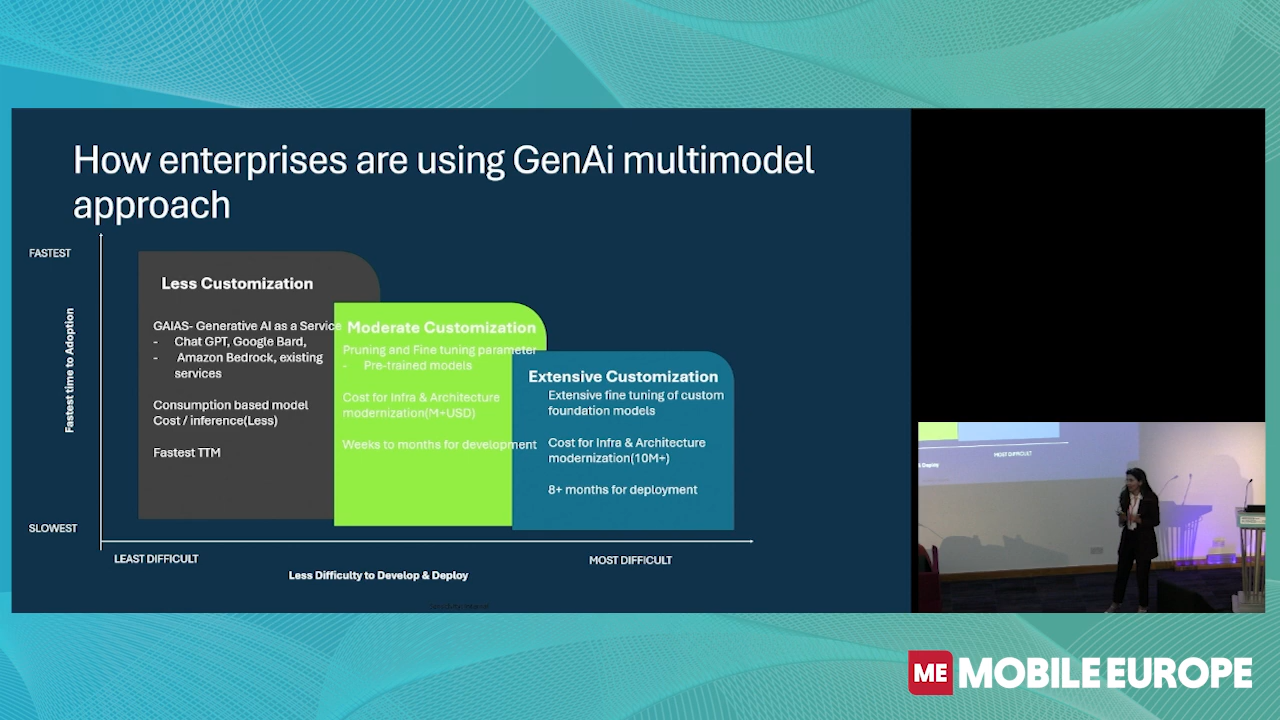 How enterprises are using GenAi multimodel
approach
FASTEST
Fastest time to Adoption
SLOWEST
Less Customization
GAIAS- Generative AI as a Service
- Chat GPT, Google Bard,
- Amazon Bedrock, existing
services
Consumption based model
Cost / inference(Less)
Fastest TTM
Moderate Customization
Pruning and Fine tuning parameter
- Pre-trained models
Cost for Infra & Architecture
modernization(M+USD)
Weeks to months for development
Extensive Customization
Extensive fine tuning of custom
foundation models
Cost for Infra & Architecture
modernization(10M+)
8+ months for deployment
LEAST DIFFICULT
MOST DIFFICULT
Less Difficulty to Develop & Deploy
MOST DIFFICULT
Deploy
ME MOBILE EUROPE